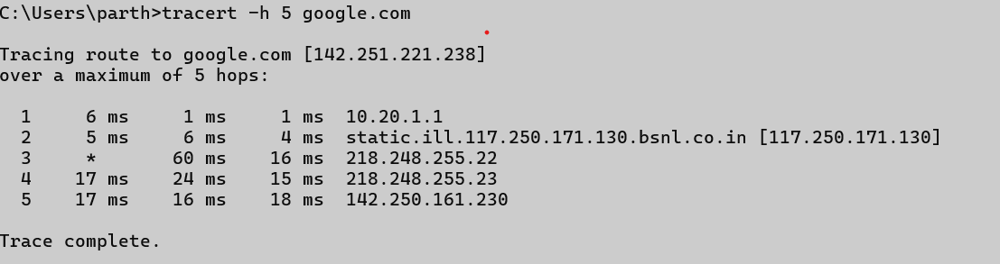 C:\Users\parth>tracert -h 5 google.com
Tracing route to google.com [142.251.221.238]
over a maximum of 5 hops:
1 6 ms 1 ms 1 ms 10.20.1.1
2 5 ms 6 ms 4 ms static.ill.117.250.171.130.bsnl.co.in [117.250.171.130]
3 * 60 ms 16 ms 218.248.255.22
4 17 ms 24 ms 15 ms 218.248.255.23
5 17 ms 16 ms 18 ms 142.250.161.230
Trace complete.